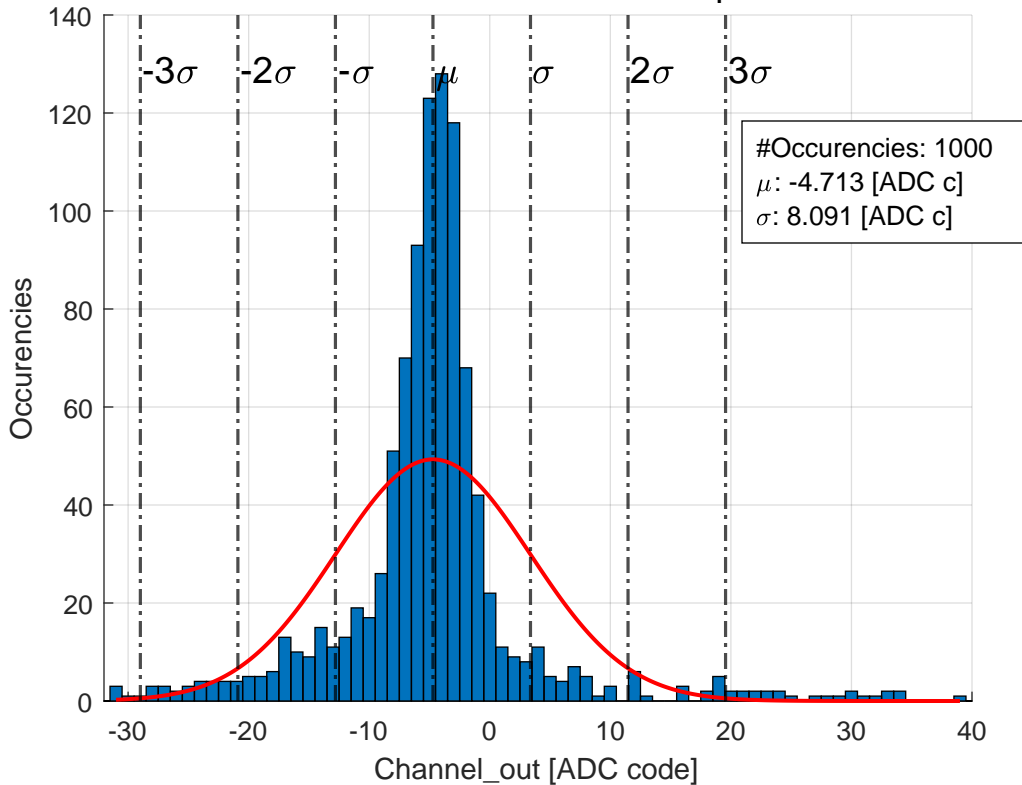 140
120
100
80
60
40
20
0
-30
-20
-10
0
10
20
30
40
Occurencies
Channel_out [ADC code]
-3σ
-2σ
-σ
μ
σ
2σ
3σ
#Occurencies: 1000
μ: -4.713 [ADC c]
σ: 8.091 [ADC c]